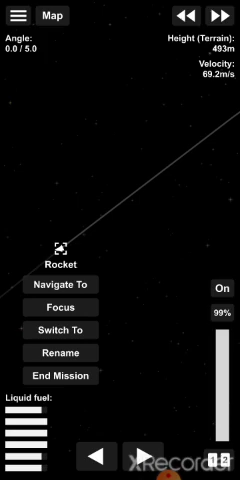 Map
Angle:
0.0 / 5.0
Height (Terrain):
493m
Velocity:
69.2m/s
Rocket
Navigate To
Focus
Switch To
Rename
End Mission
On
99%
Liquid fuel:
XRecorder